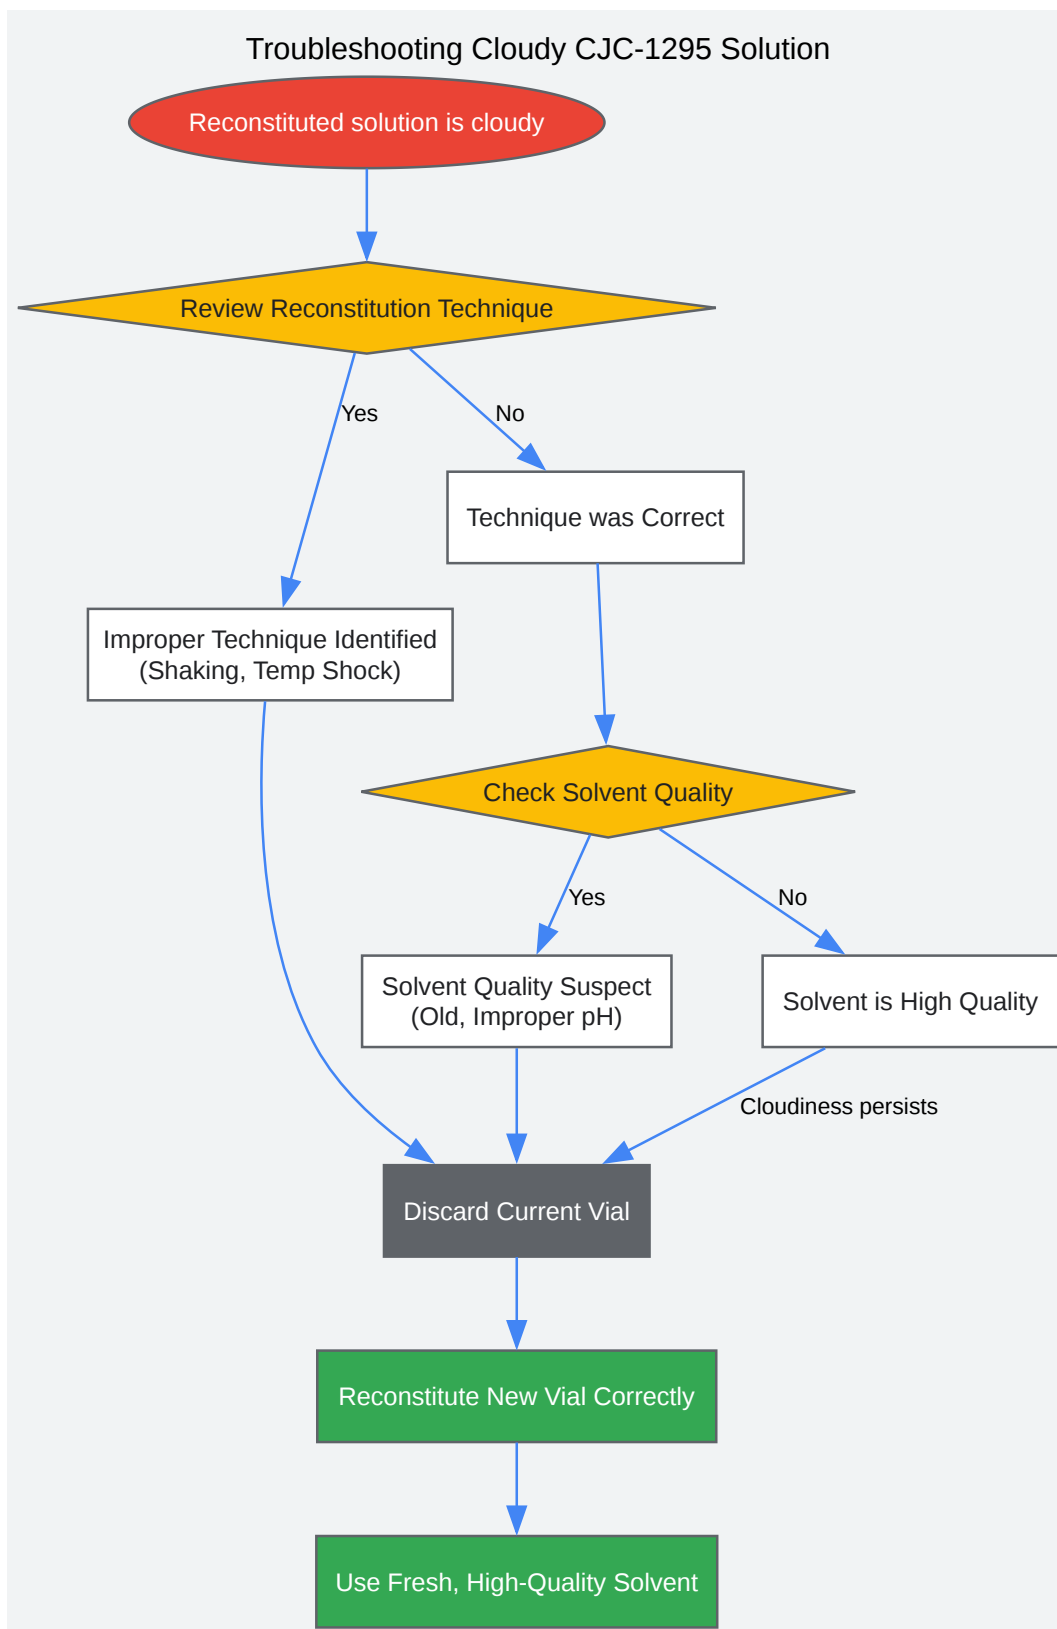 Troubleshooting Cloudy CJC-1295 Solution
Reconstituted solution is cloudy
Review Reconstitution Technique
Yes
No
Technique was Correct
Improper Technique Identified
(Shaking, Temp Shock)
Check Solvent Quality
Yes
No
Solvent Quality Suspect
(Old, Improper pH)
Solvent is High Quality
Cloudiness persists
Discard Current Vial
Reconstitute New Vial Correctly
Use Fresh, High-Quality Solvent